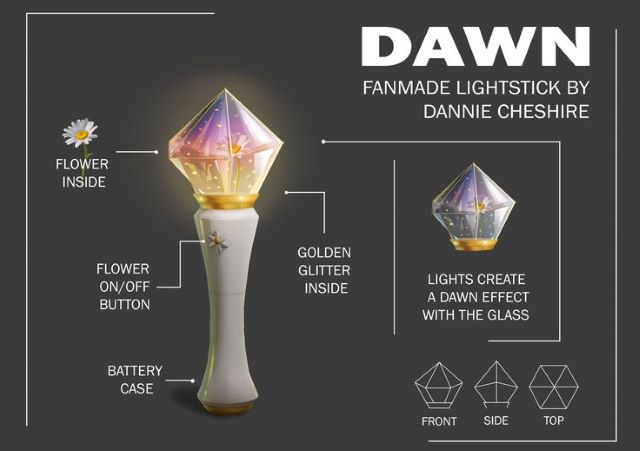 DAWN
FANMADE LIGHTSTICK BY
DANNIE CHESHIRE
FLOWER
INSIDE
FLOWER
ON/OFF
BUTTON
BATTERY
CASE
GOLDEN
GLITTER
INSIDE
LIGHTS CREATE
A DAWN EFFECT
WITH THE GLASS
FRONT
SIDE
TOP